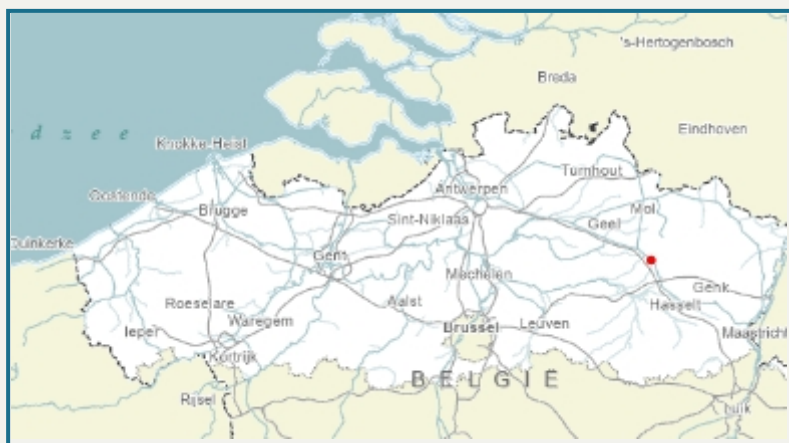 's-Hertogenbosch
Breda
Eindhoven
d z e e
Knokke-Heist
Turnhout
Oostende
Antwerpen
Mol
Brugge
Sint-Niklaas
Geel
Duinkerke
Gent
Mechelen
Genk
Roeselare
Aalst
Hasselt
Ieper
Waregem
Brussel
Leuven
Maastricht
Kortrijk
BELGIË
Rijsel
Luik